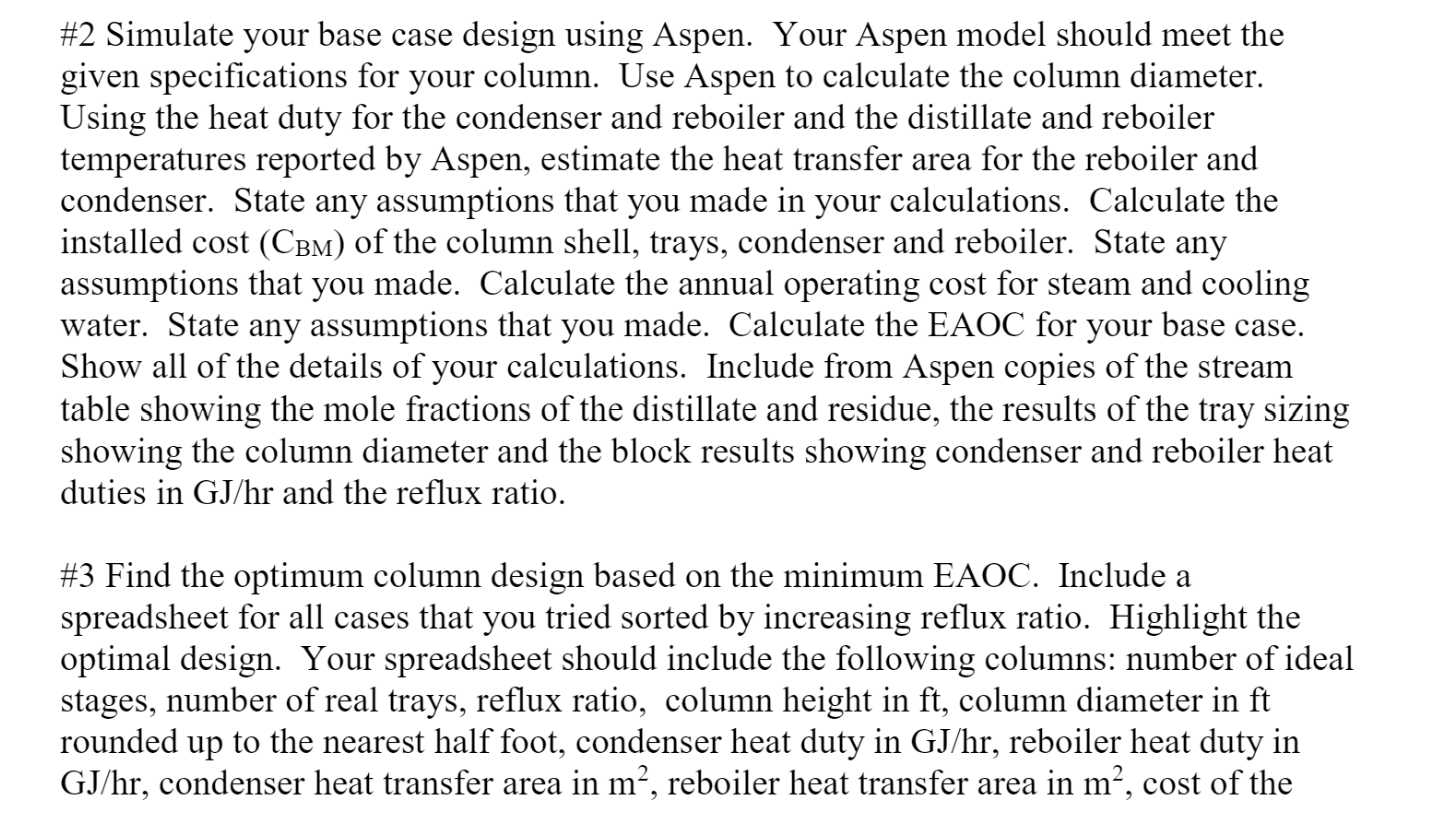 #2 Simulate your base case design using Aspen.  Your Aspen model should meet the
given specifications for your column.  Use Aspen to calculate the column diameter.
Using the heat duty for the condenser and reboiler and the distillate and reboiler
temperatures reported by Aspen, estimate the heat transfer area for the reboiler and
condenser.  State any assumptions that you made in your calculations.  Calculate the
installed cost (CBM) of the column shell, trays, condenser and reboiler.  State any
assumptions that you made.  Calculate the annual operating cost for steam and cooling
water.  State any assumptions that you made.  Calculate the EAOC for your base case.
Show all of the details of your calculations.  Include from Aspen copies of the stream
table showing the mole fractions of the distillate and residue, the results of the tray sizing
showing the column diameter and the block results showing condenser and reboiler heat
duties in GJ/hr and the reflux ratio.
#3 Find the optimum column design based on the minimum EAOC.  Include a
spreadsheet for all cases that you tried sorted by increasing reflux ratio.  Highlight the
optimal design.  Your spreadsheet should include the following columns: number of ideal
stages, number of real trays, reflux ratio,  column height in ft, column diameter in ft
rounded up to the nearest half foot, condenser heat duty in GJ/hr, reboiler heat duty in
GJ/hr, condenser heat transfer area in m², reboiler heat transfer area in m², cost of the